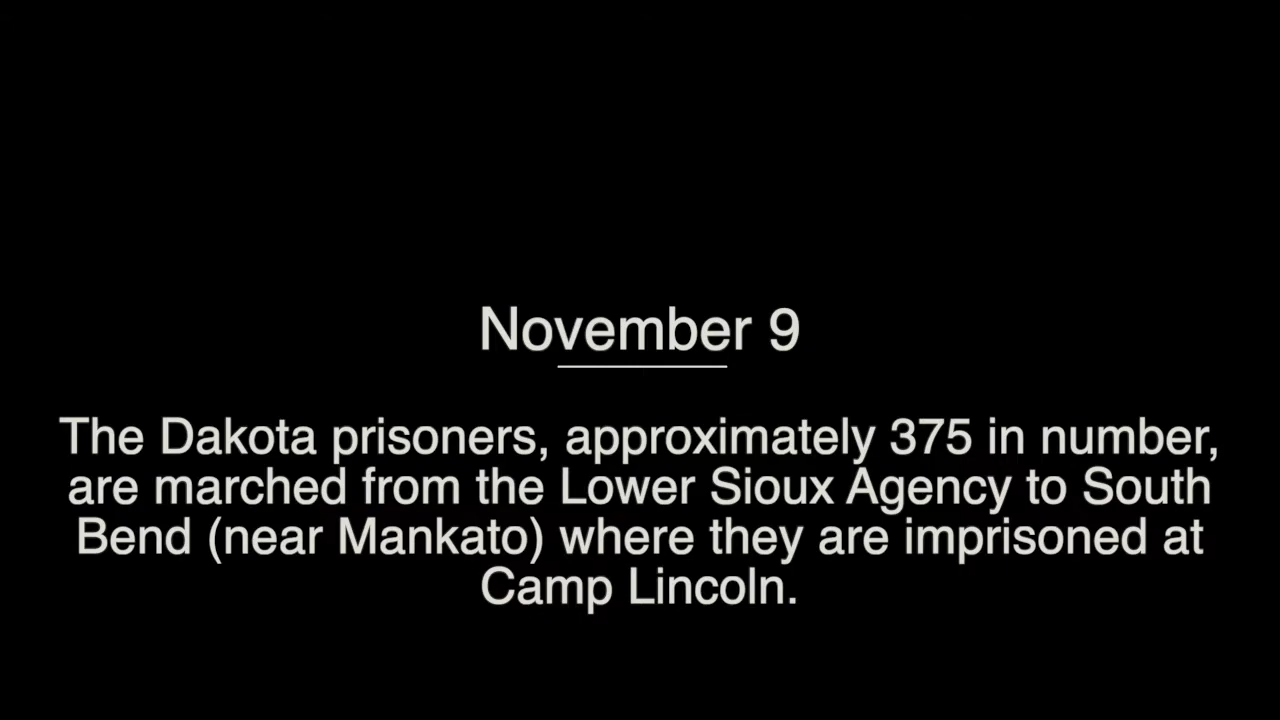 November 9
The Dakota prisoners, approximately 375 in number,
are marched from the Lower Sioux Agency to South
Bend (near Mankato) where they are imprisoned at
Camp Lincoln.